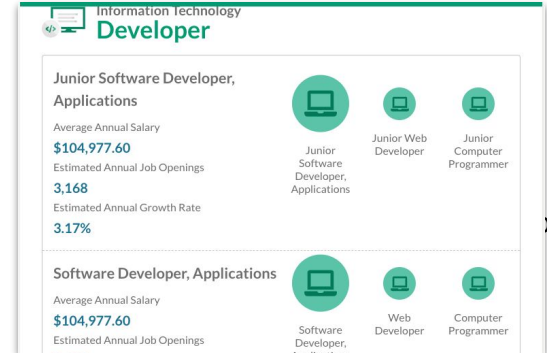 Information Technology
Developer
Junior Software Developer,
Applications
Average Annual Salary
$104,977.60
Estimated Annual Job Openings
3,168
Estimated Annual Growth Rate
3.17%
Junior
Software
Developer,
Applications
Junior Web
Developer
Junior
Computer
Programmer
Software Developer, Applications
Average Annual Salary
$104,977.60
Estimated Annual Job Openings
Software
Developer,
Web
Developer
Computer
Programmer